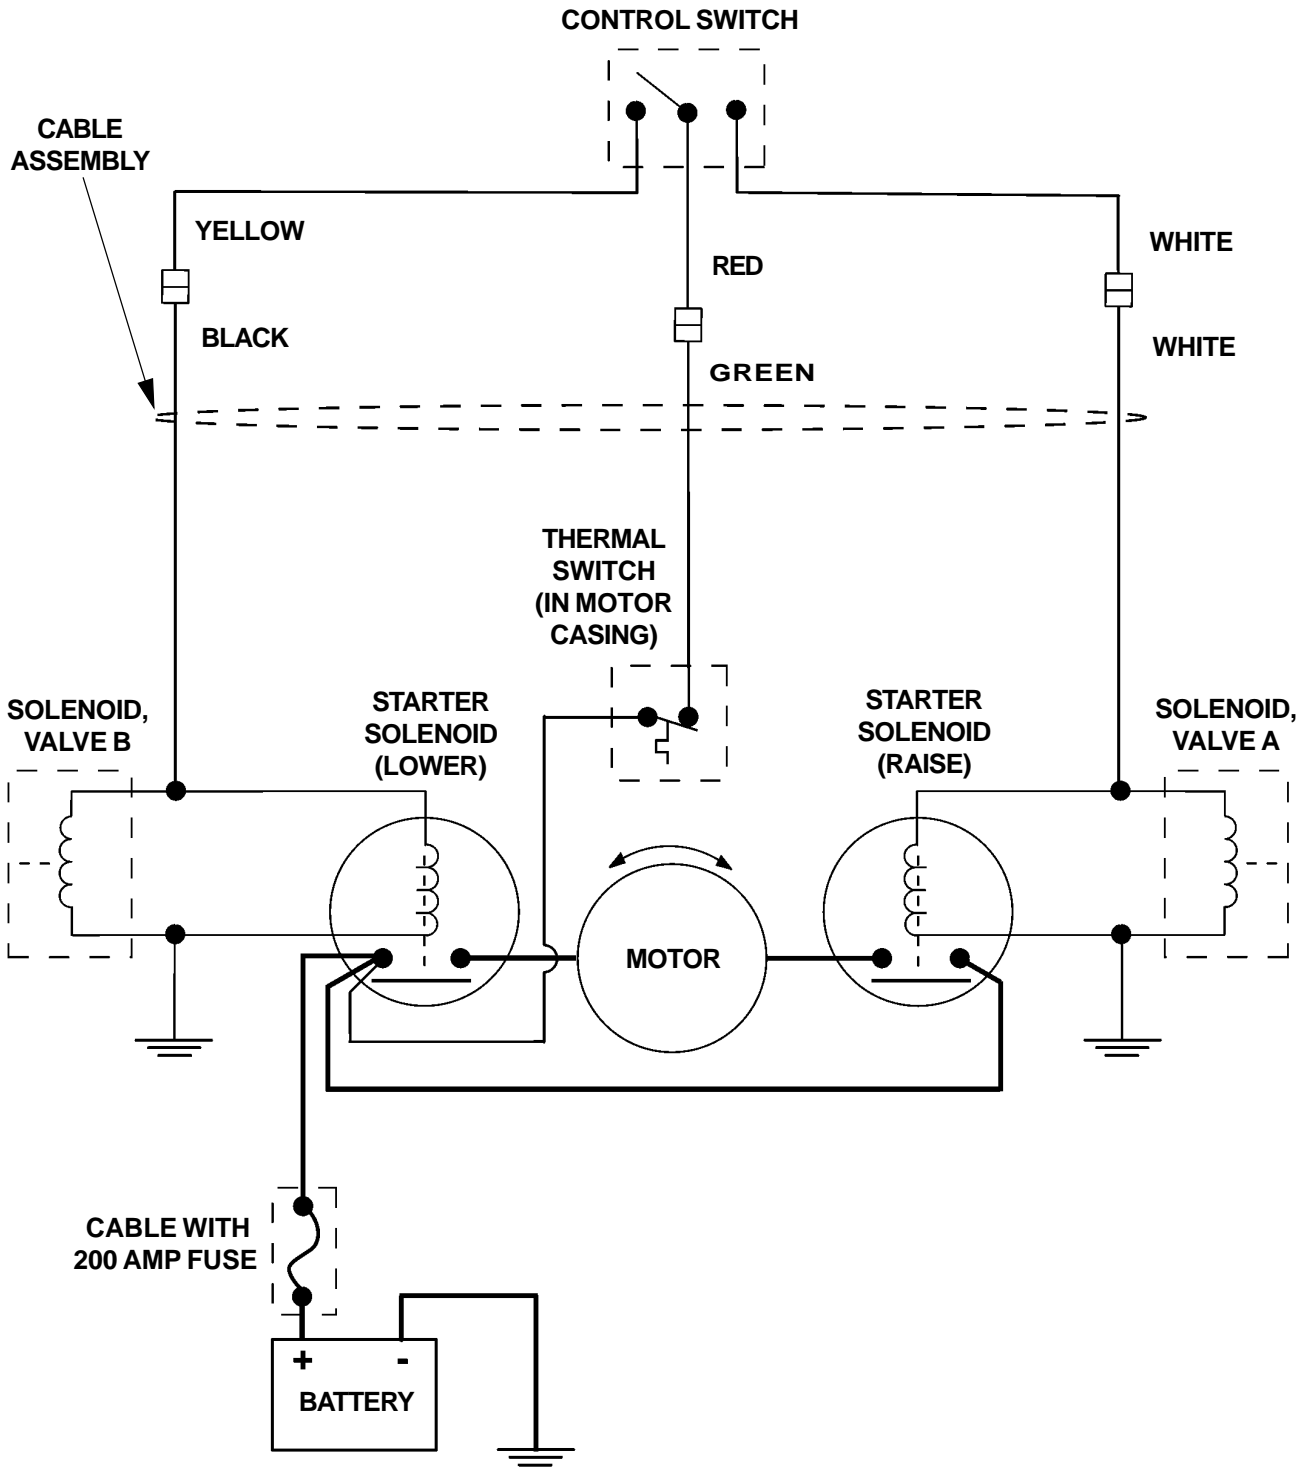 CONTROL SWITCH
CABLE
ASSEMBLY
YELLOW
WHITE
RED
BLACK
WHITE
GREEN
THERMAL
SWITCH
(IN MOTOR
CASING)
SOLENOID,
VALVE B
STARTER
SOLENOID
(LOWER)
STARTER
SOLENOID
(RAISE)
SOLENOID,
VALVE A
MOTOR
CABLE WITH
200 AMP FUSE
+ -
BATTERY